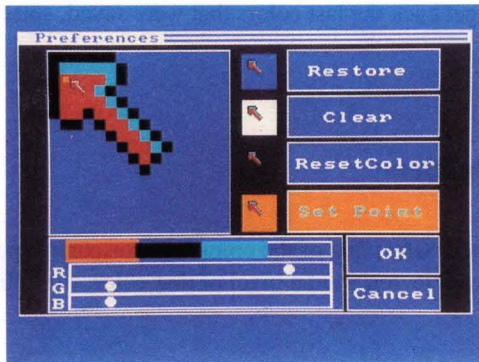 Preferences
Restore
Clear
ResetColor
Set Point
OK
R
G
Cancel
B